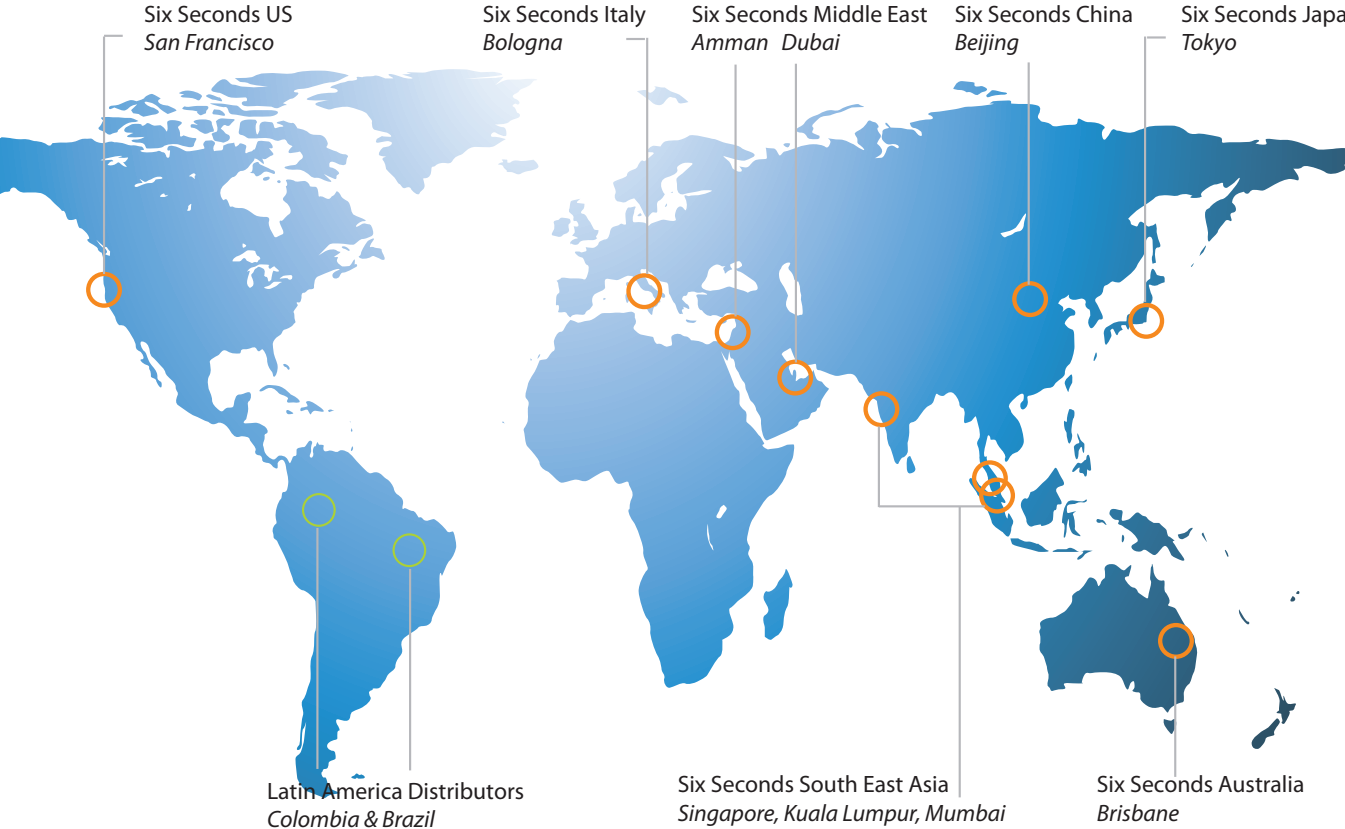 Six Seconds US
San Francisco
Six Seconds Italy
Bologna
Six Seconds Middle East
Amman Dubai
Six Seconds China
Beijing
Six Seconds Japa
Tokyo
Latin America Distributors
Colombia & Brazil
Six Seconds South East Asia
Singapore, Kuala Lumpur, Mumbai
Six Seconds Australia
Brisbane